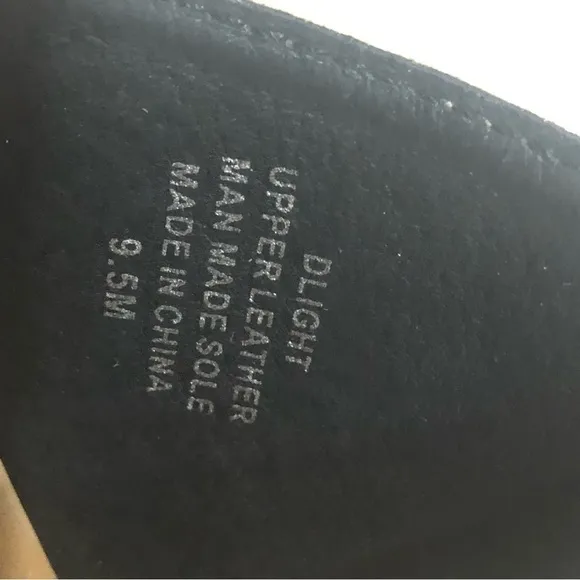 DLIGHT
UPPER LEATHER
MAN MADE SOLE
MADE IN CHINA
9.5M